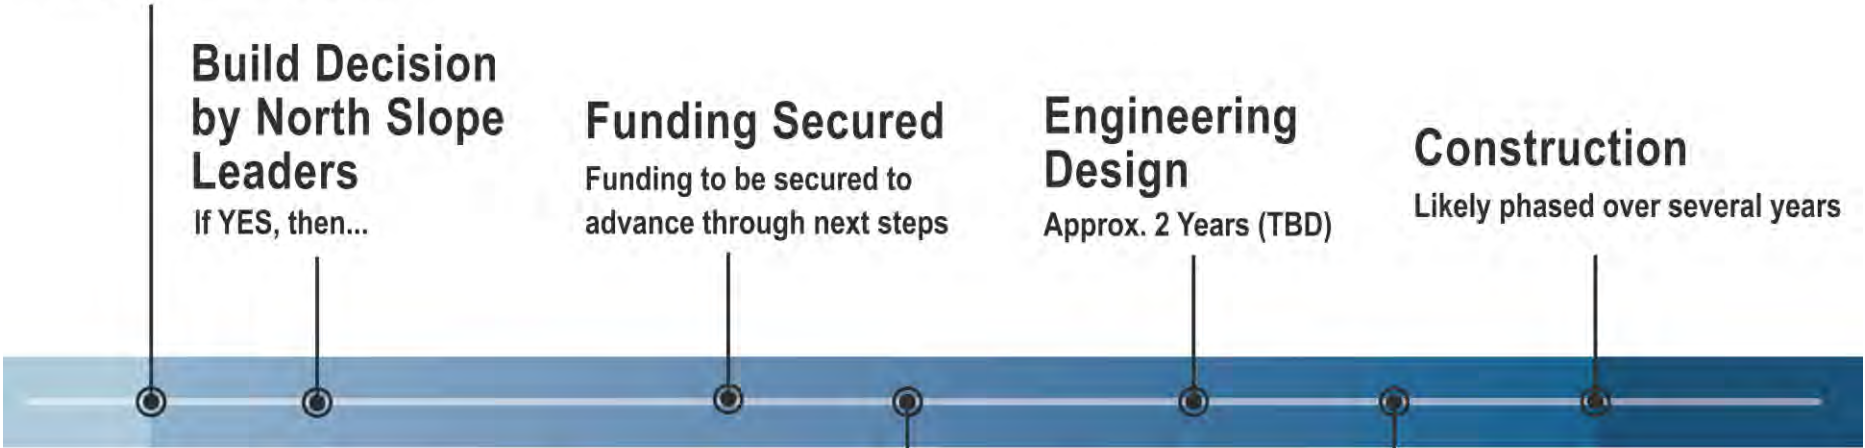 Build Decision
by North Slope
Leaders
If YES, then...
Funding Secured
Funding to be secured to
advance through next steps
Engineering
Design
Approx. 2 Years (TBD)
Construction
Likely phased over several years